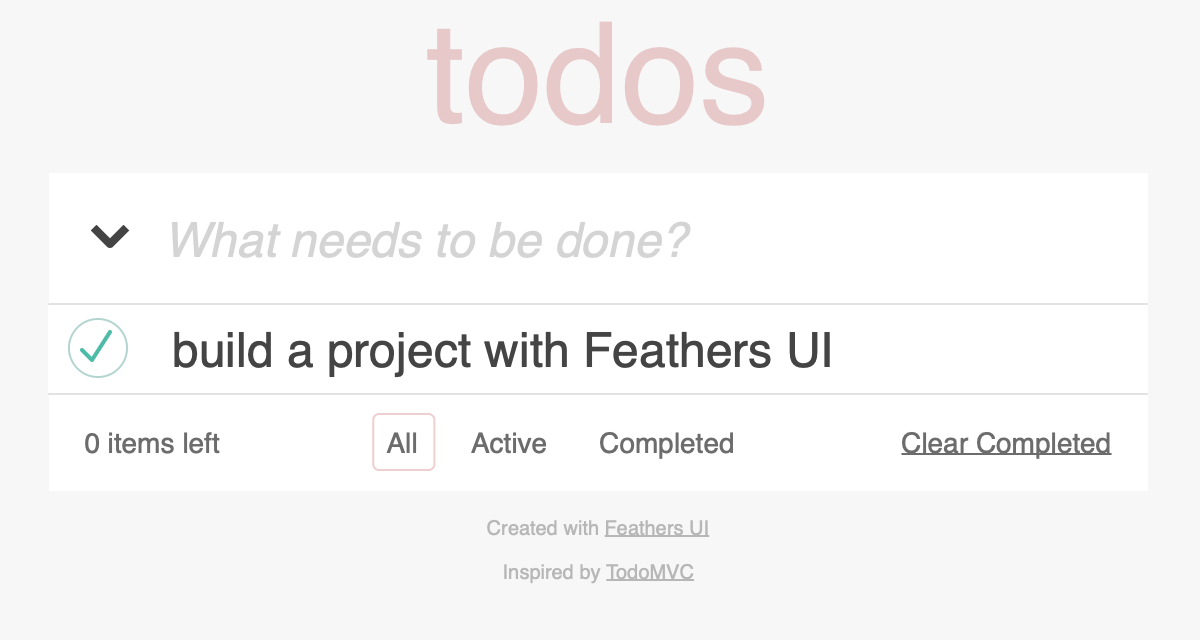 todos
What needs to be done?
build a project with Feathers UI
0 items left All Active Completed Clear Completed
Created with Feathers UI
Inspired by TodoMVC